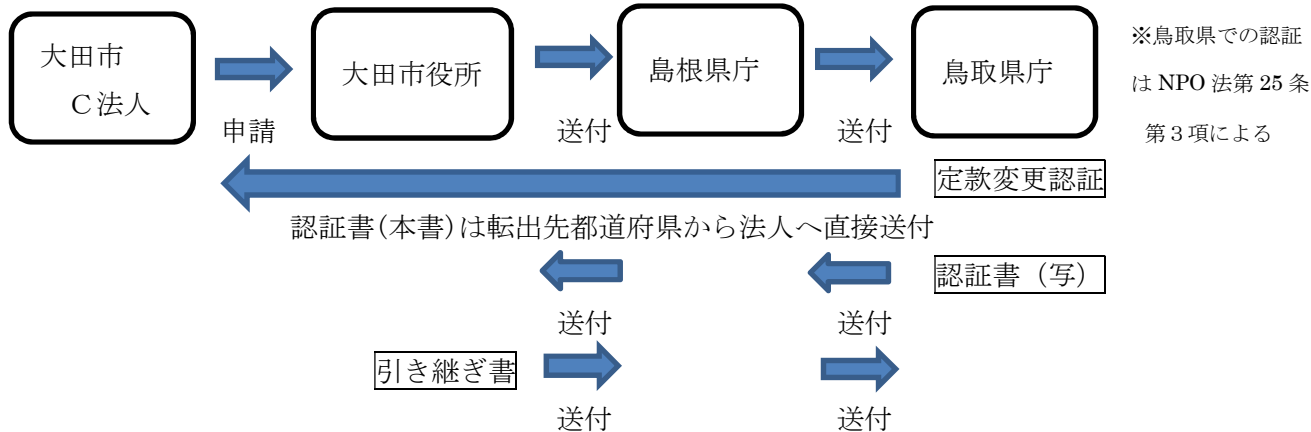 大田市
C法人
申請
大田市役所
送付
島根県庁
送付
鳥取県庁
※鳥取県での認証
は NPO 法第 25 条
第３項による
定款変更認証
認証書(本書)は転出先都道府県から法人へ直接送付
認証書（写）
送付
送付
引き継ぎ書
送付
送付